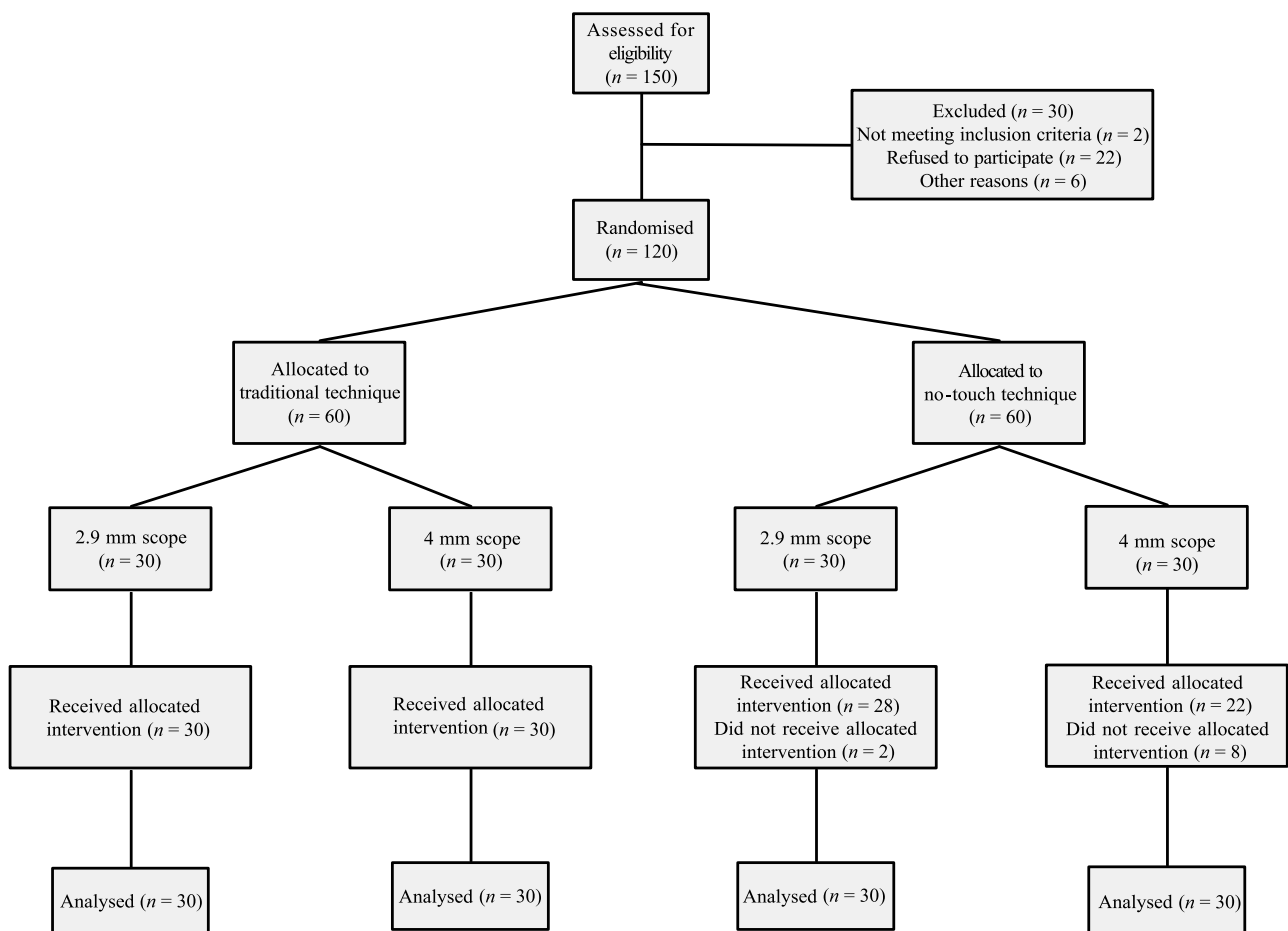 Assessed for
eligibility
(n = 150)
Excluded (n = 30)
Not meeting inclusion criteria (n = 2)
Refused to participate (n = 22)
Other reasons (n = 6)
Randomised
(n = 120)
Allocated to
traditional technique
(n = 60)
Allocated to
no-touch technique
(n = 60)
2.9 mm scope
(n = 30)
4 mm scope
(n = 30)
2.9 mm scope
(n = 30)
4 mm scope
(n = 30)
Received allocated
intervention (n = 30)
Received allocated
intervention (n = 30)
Received allocated
intervention (n = 28)
Did not receive allocated
intervention (n = 2)
Received allocated
intervention (n = 22)
Did not receive allocated
intervention (n = 8)
Analysed (n = 30)
Analysed (n = 30)
Analysed (n = 30)
Analysed (n = 30)